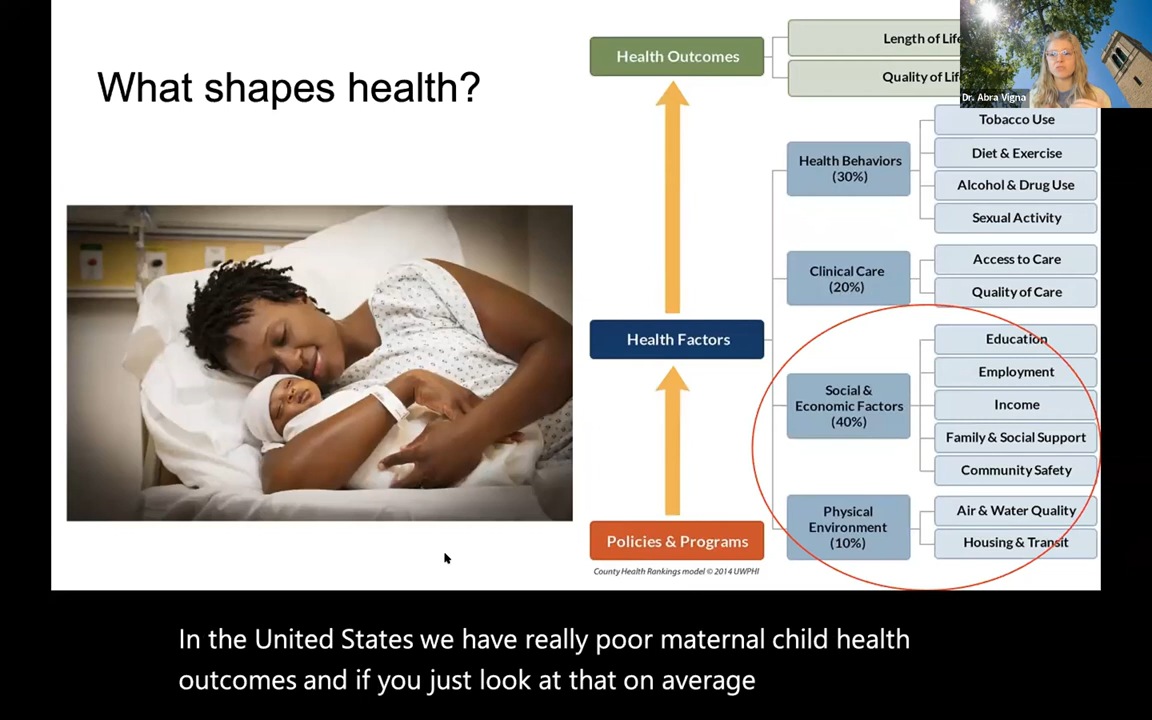 What shapes health?
Health Outcomes
Length of Life
Quality of
Dr. Abra Vigna
Health Behaviors
(30%)
Tobacco Use
Diet & Exercise
Alcohol & Drug Use
Sexual Activity
Clinical Care
(20%)
Access to Care
Quality of Care
Health Factors
Social &
Economic Factors
(40%)
Education
Employment
Income
Family & Social Support
Community Safety
Physical
Environment
(10%)
Air & Water Quality
Housing & Transit
Policies & Programs
County Health Rankings model © 2014 UWPHI
In the United States we have really poor maternal child health
outcomes and if you just look at that on average